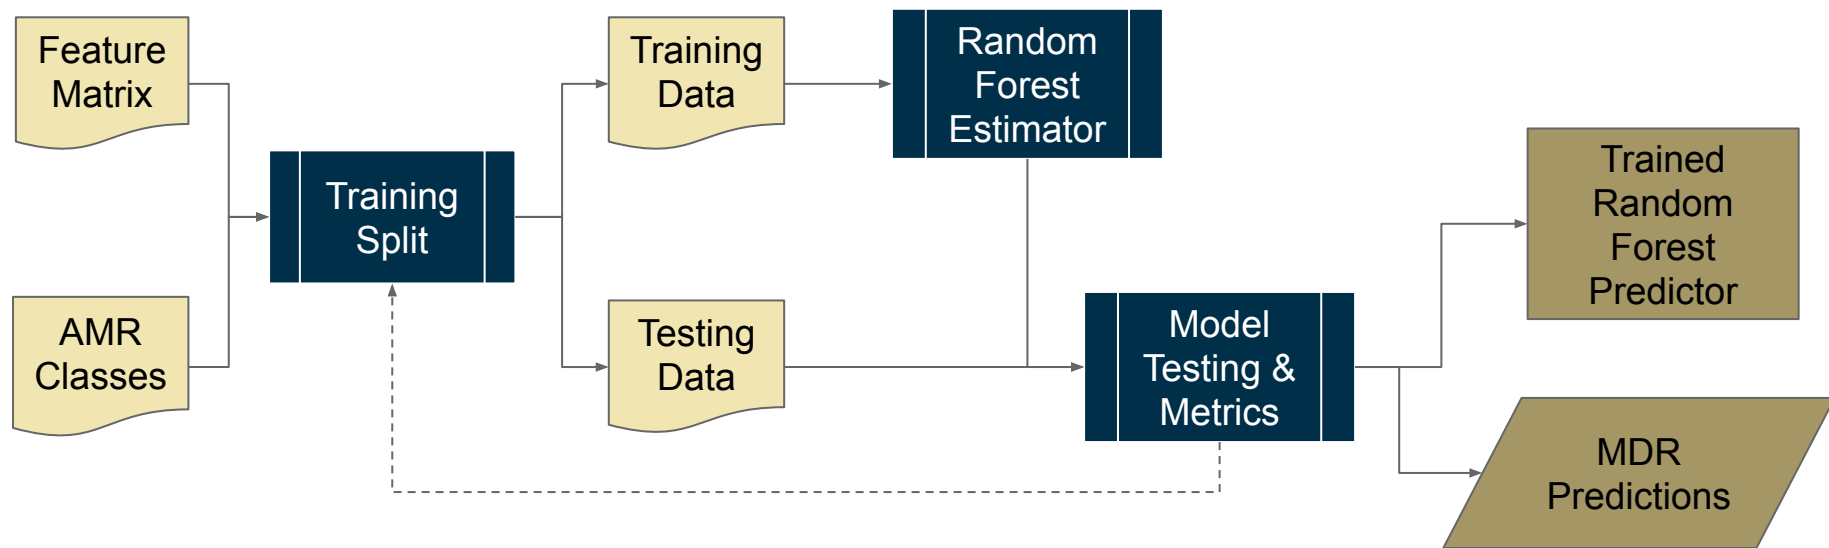 Feature
Matrix
AMR
Classes
Training
Split
Training
Data
Testing
Data
Random
Forest
Estimator
Model
Testing &
Metrics
Trained
Random
Forest
Predictor
MDR
Predictions